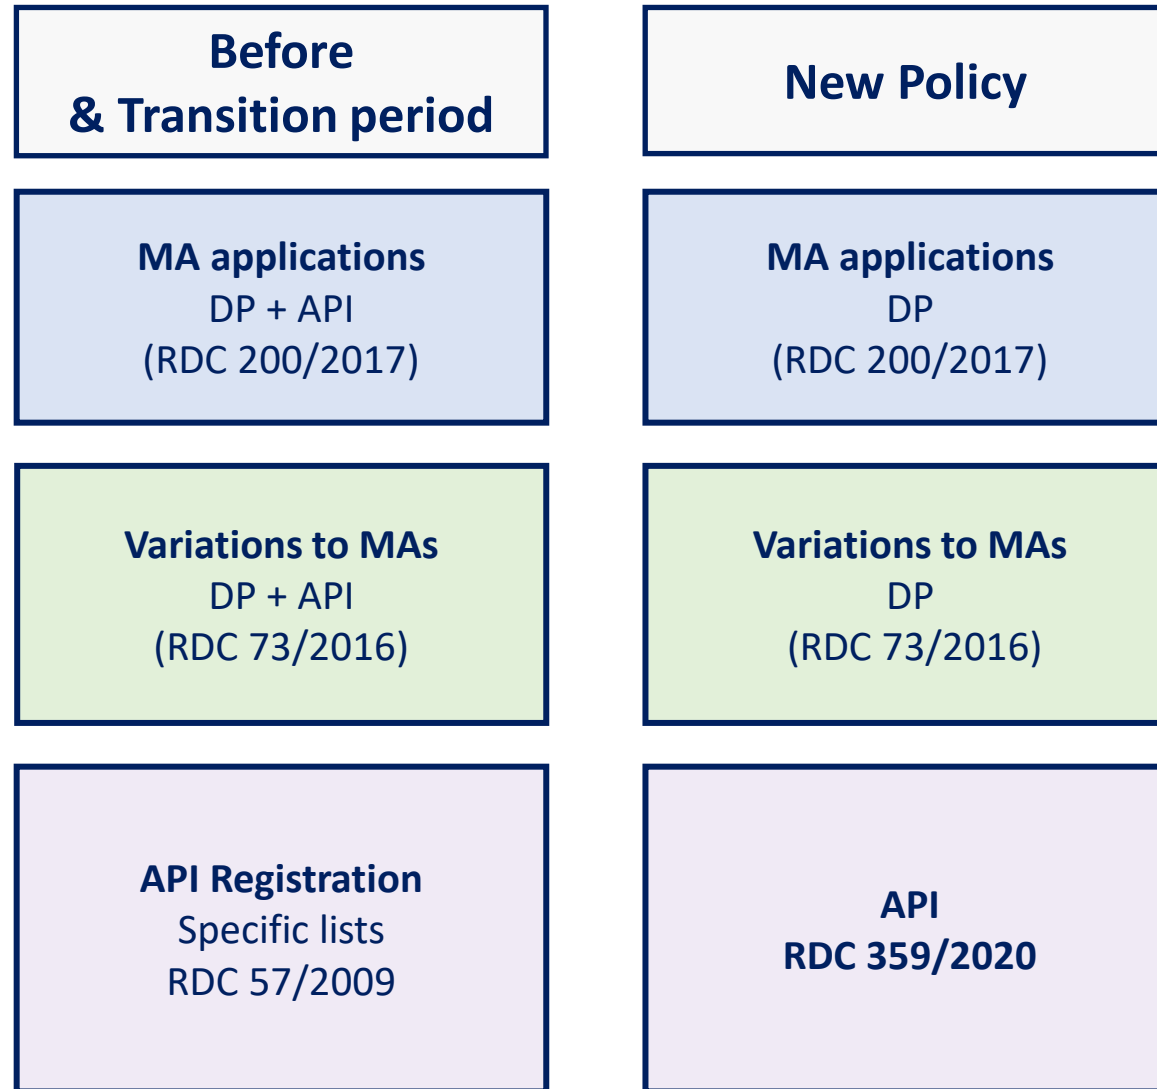 Before
& Transition period
New Policy
MA applications
DP + API
(RDC 200/2017)
MA applications
DP
(RDC 200/2017)
Variations to MAs
DP + API
(RDC 73/2016)
Variations to MAs
DP
(RDC 73/2016)
API Registration
Specific lists
RDC 57/2009
API
RDC 359/2020